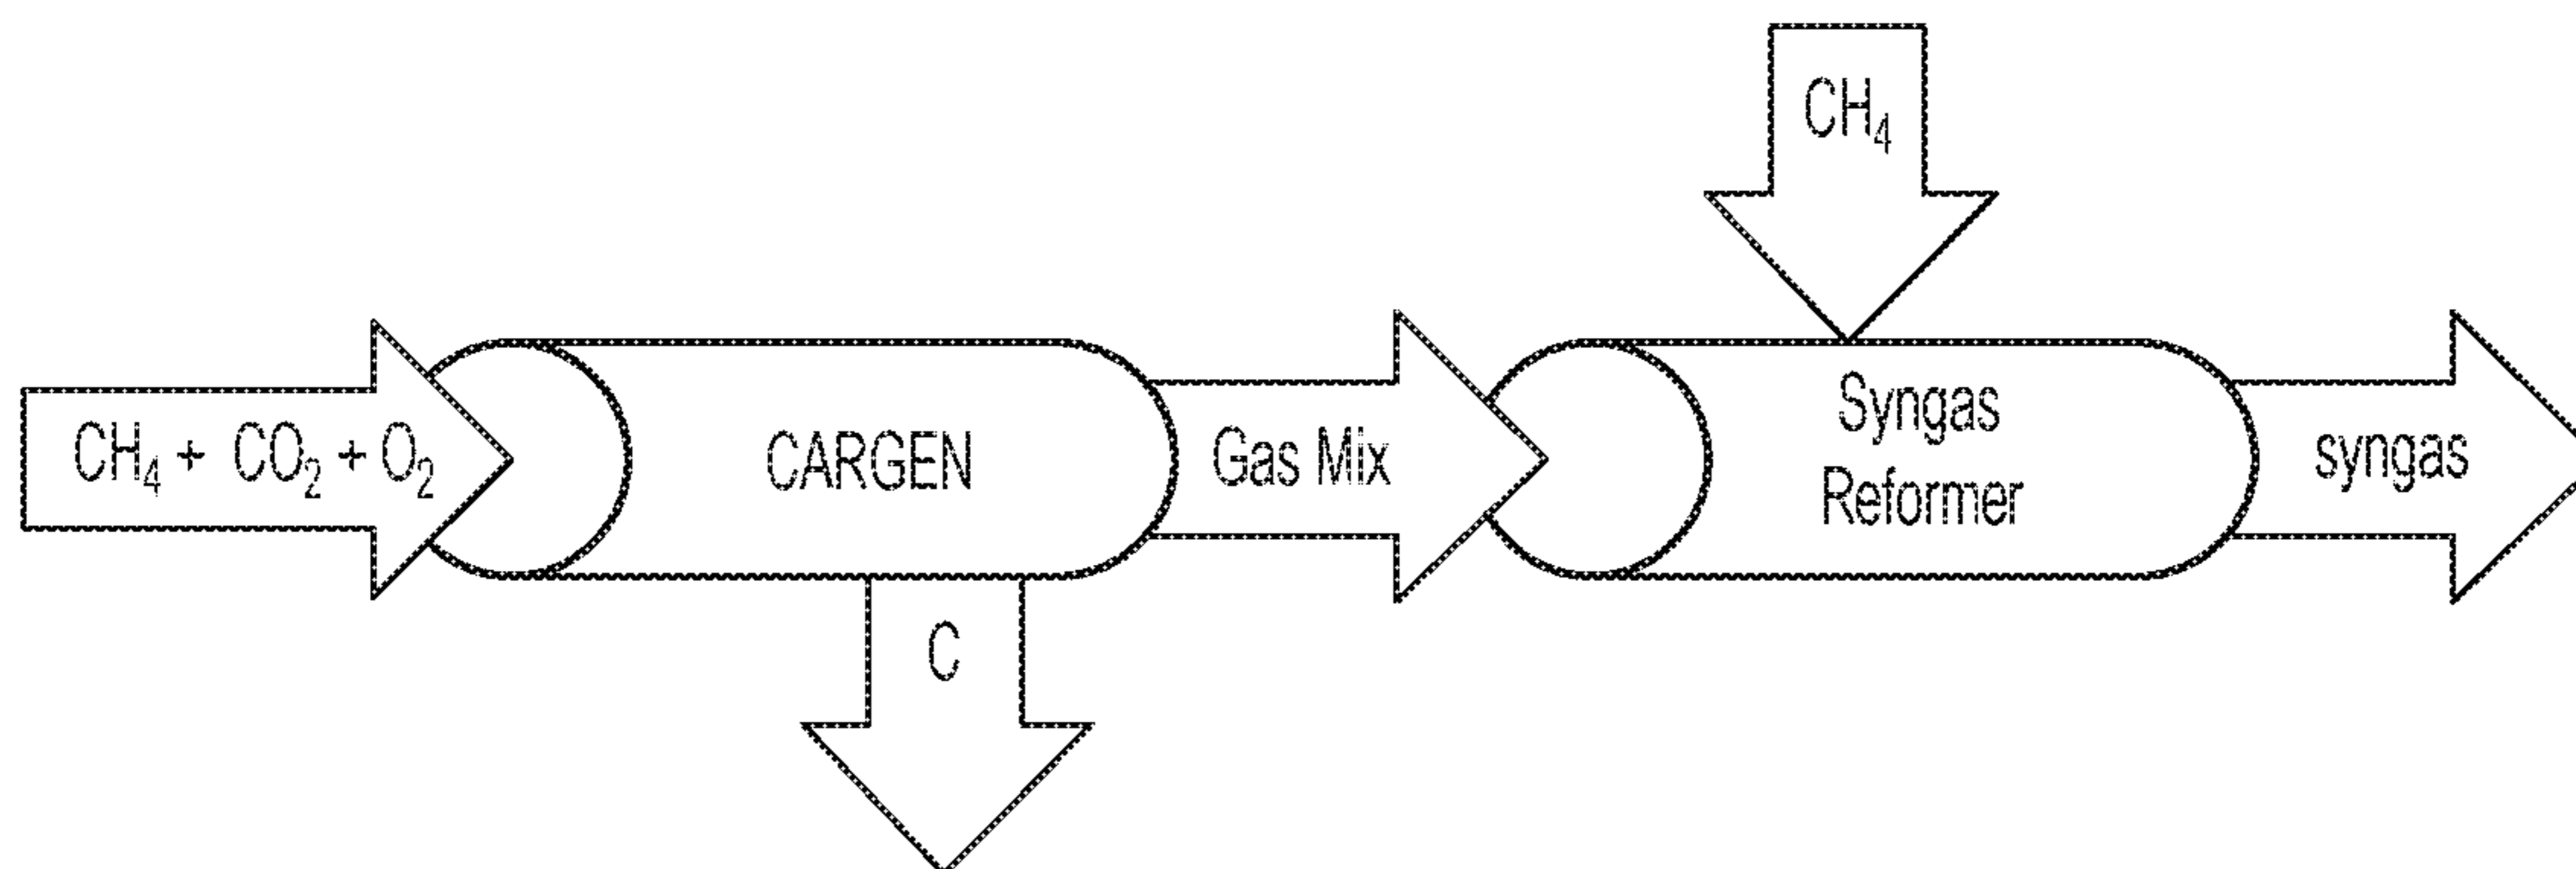 CH₄
CH₄ + CO₂ + O₂
CARGEN
Gas Mix
Syngas
Reformer
syngas
C